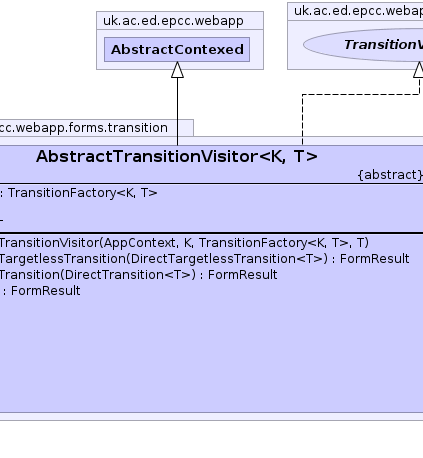 uk.ac.ed.epcc.webapp
AbstractContexed
uk.ac.ed.epcc.webapp
TransitionV
cc.webapp.forms.transition
AbstractTransitionVisitor<K, T>
{abstract}
: TransitionFactory<K, T>
TransitionVisitor(AppContext, K, TransitionFactory<K, T>, T)
TargetlessTransition(DirectTargetlessTransition<T>) : FormResult
Transition(DirectTransition<T>) : FormResult
: FormResult